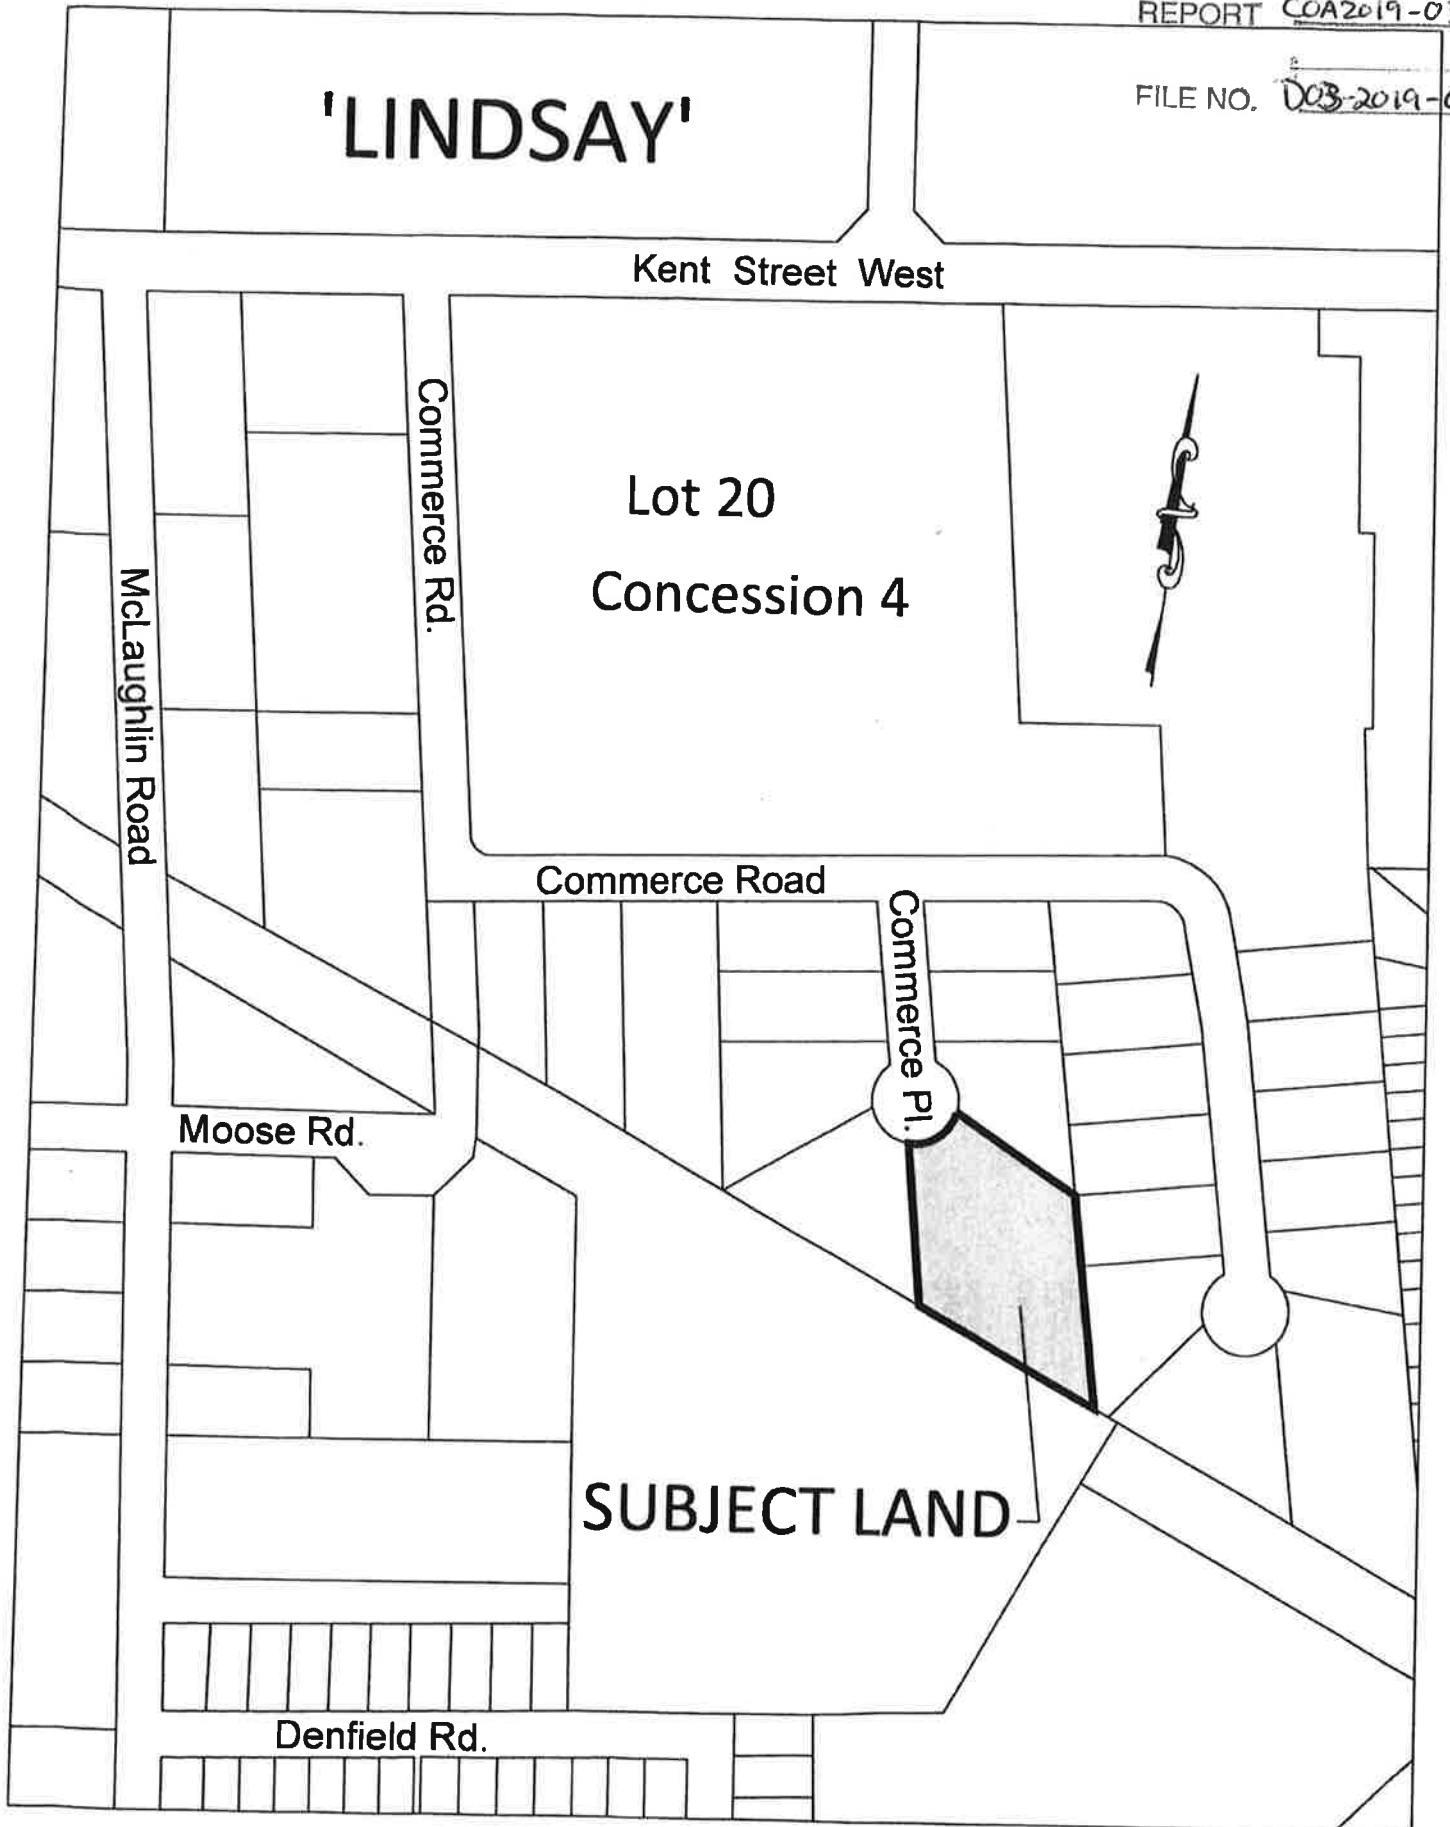 REPORT COA2019-0
FILE NO. D03-2019-
'LINDSAY'
Kent Street West
Commerce Rd.
Lot 20
Concession 4
McLaughlin Road
Commerce Road
Commerce Pl.
Moose Rd.
SUBJECT LAND
Denfield Rd.